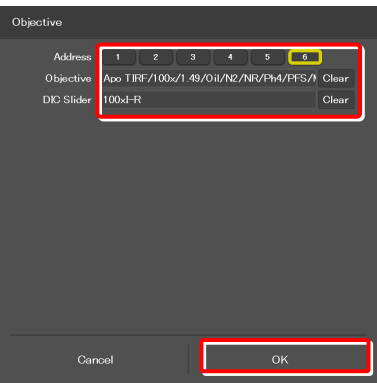 Objective
Address 1 2 3 4 5 6
Objective Apo TIRF/100x/1.49/Oil/N2/NR/Ph4/PFS/ Clear
DIC Slider 100xI-R Clear
Cancel OK